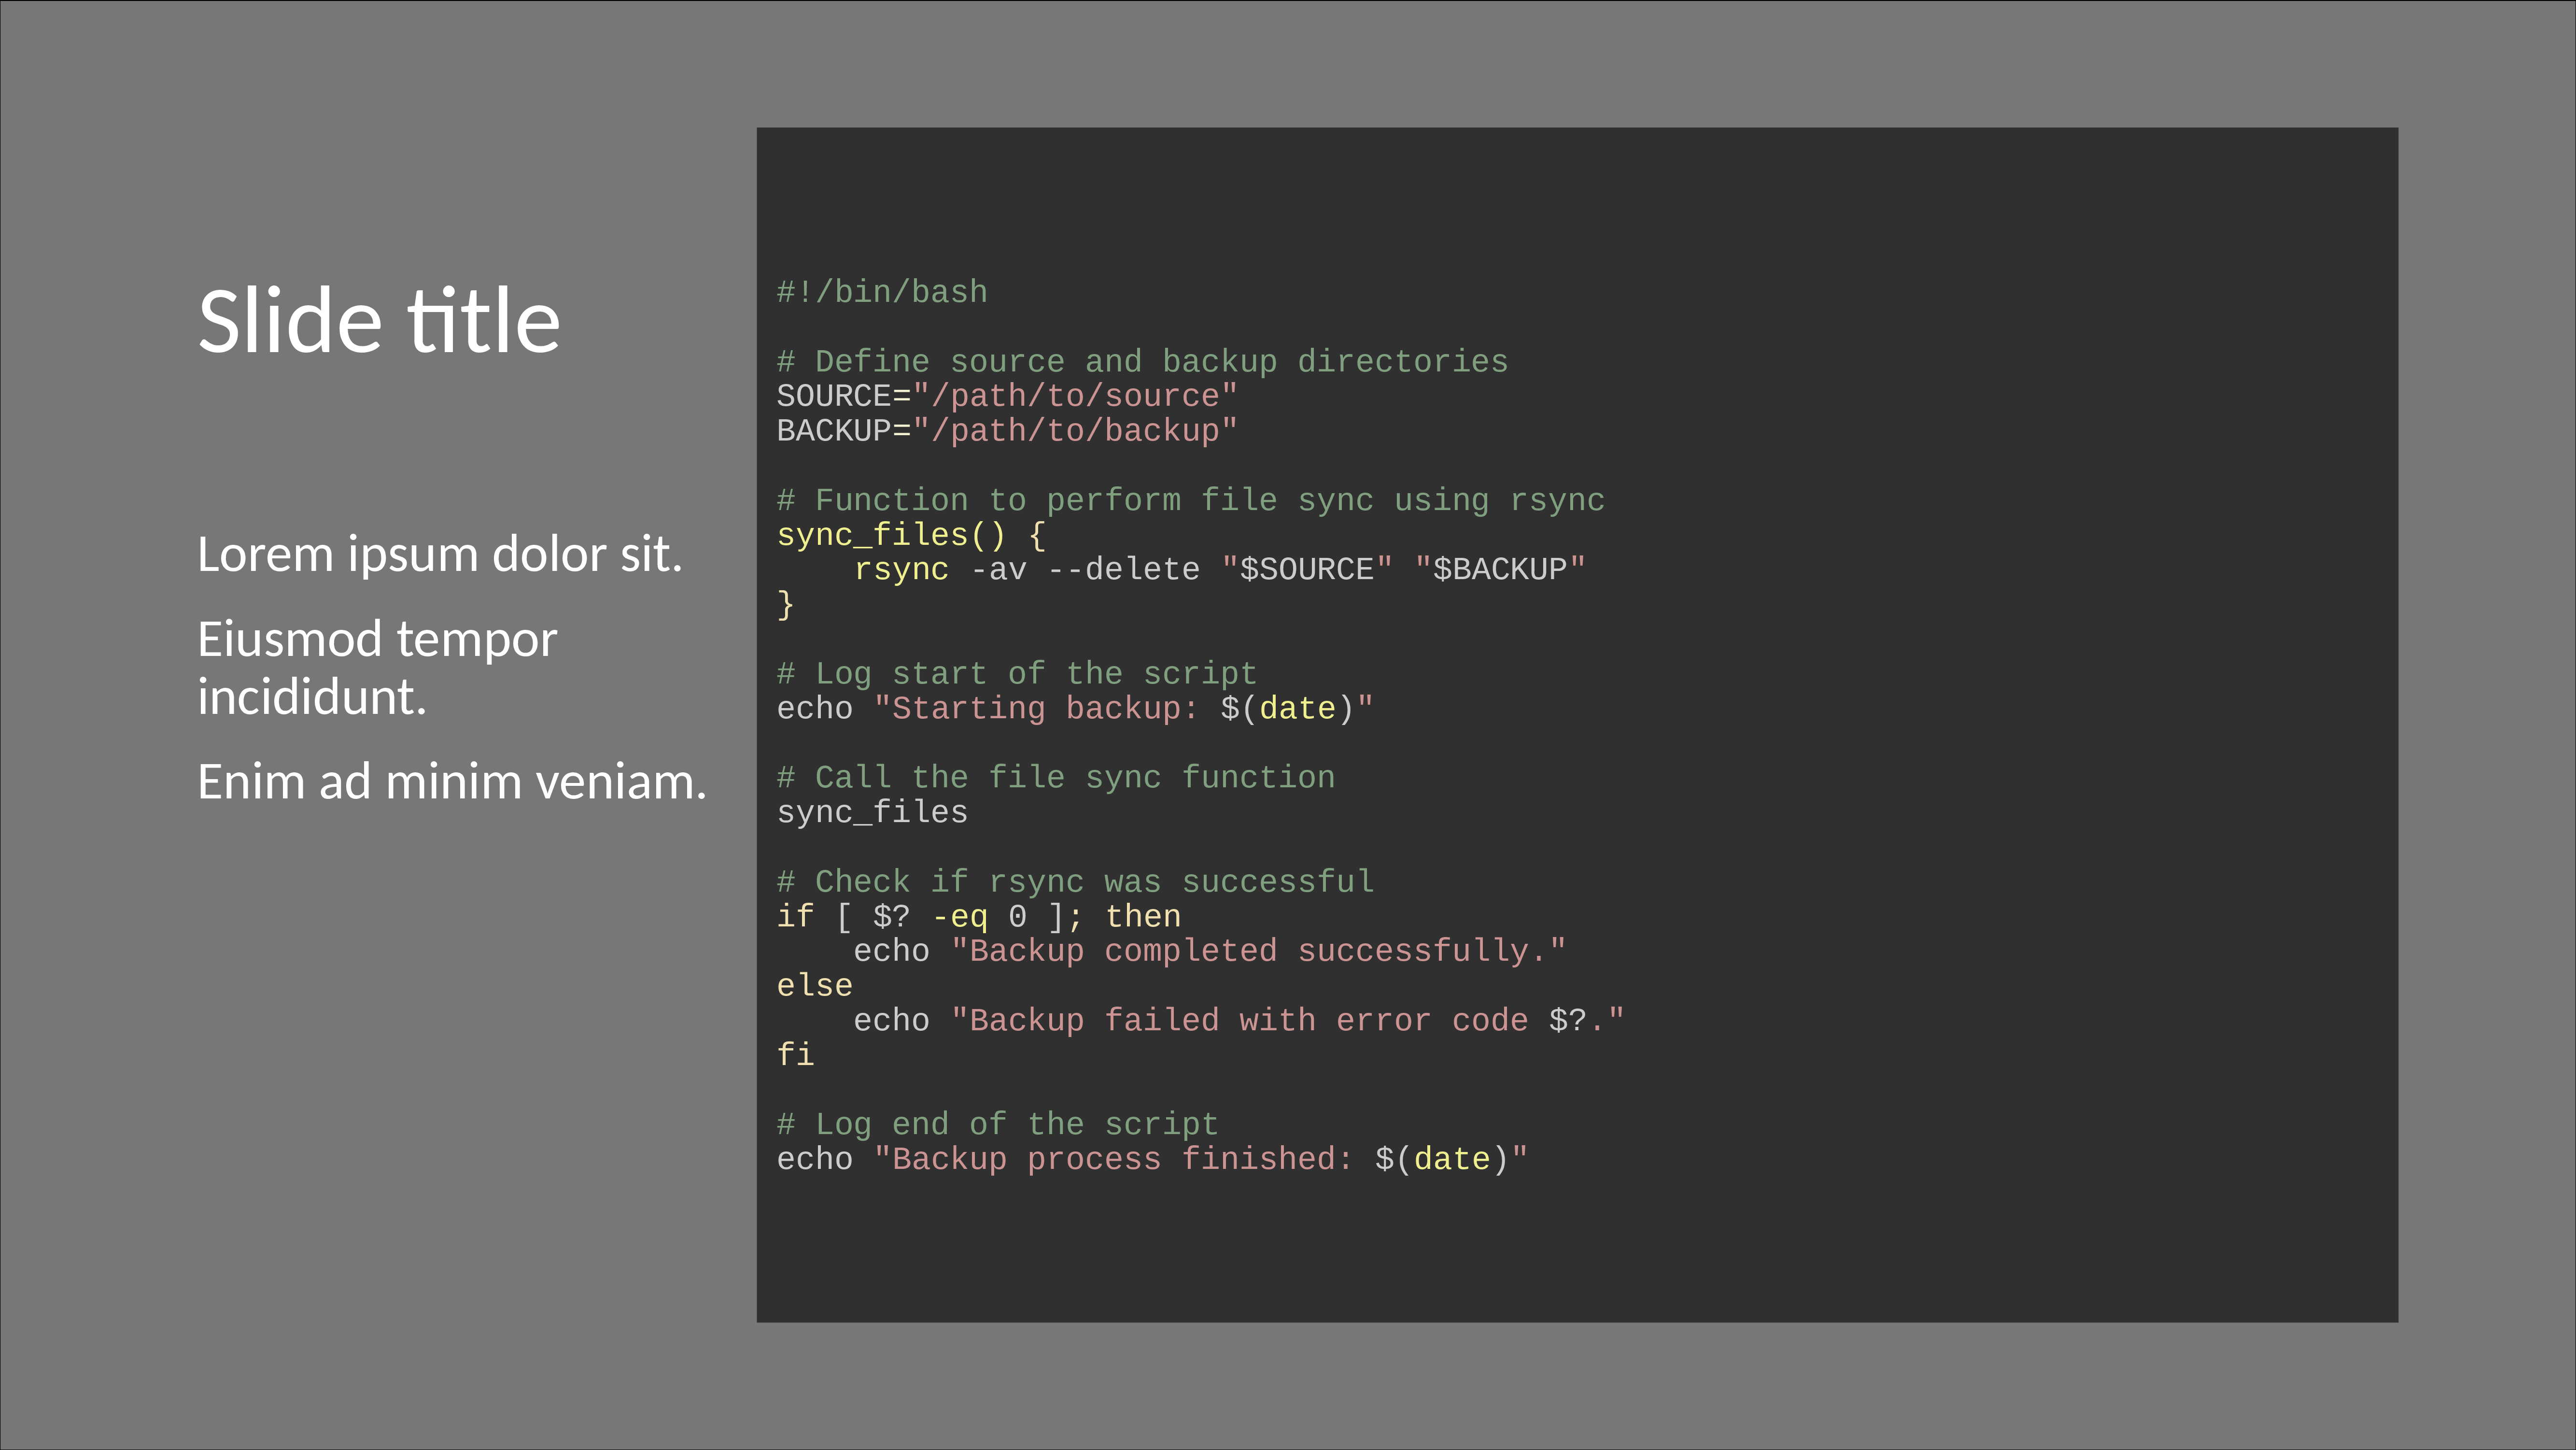 Slide title
Lorem ipsum dolor sit.
Eiusmod tempor
incididunt.
Enim ad minim veniam.
#!/bin/bash

# Define source and backup directories
SOURCE="/path/to/source"
BACKUP="/path/to/backup"

# Function to perform file sync using rsync
sync_files() {
    rsync -av --delete "$SOURCE" "$BACKUP"
}

# Log start of the script
echo "Starting backup: $(date)"

# Call the file sync function
sync_files

# Check if rsync was successful
if [ $? -eq 0 ]; then
    echo "Backup completed successfully."
else
    echo "Backup failed with error code $?."
fi

# Log end of the script
echo "Backup process finished: $(date)"